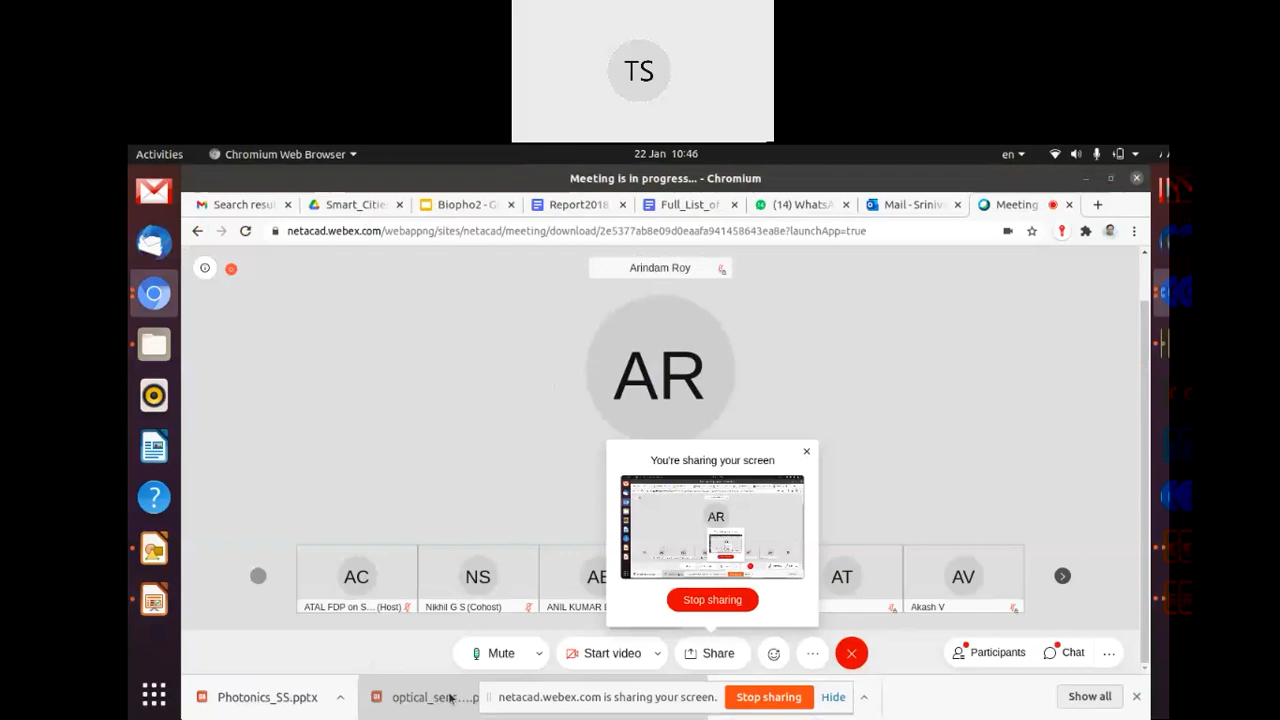 TS
Activities Chromium Web Browser 22 Jan 10:46 en
Meeting is in progress... - Chromium
Search resul Smart_Citie Biopho2 - G Report2018 Full_List_of (14) WhatsA Mail - Sriniv Meeting
netacad.webex.com/webappng/sites/netacad/meeting/download/2e5377ab8e09d0eaafa941458643ea8e?launchApp=true
Arindam Roy
AR
You're sharing your screen
AR
Stop sharing
AC NS AE AT AV
ATAL FDP on S... (Host) Nikhil G S (Cohost) ANIL KUMAR Akash V
Mute Start video Share Participants Chat
Photonics_SS.pptx optical_sen....p netacad.webex.com is sharing your screen. Stop sharing Hide Show all